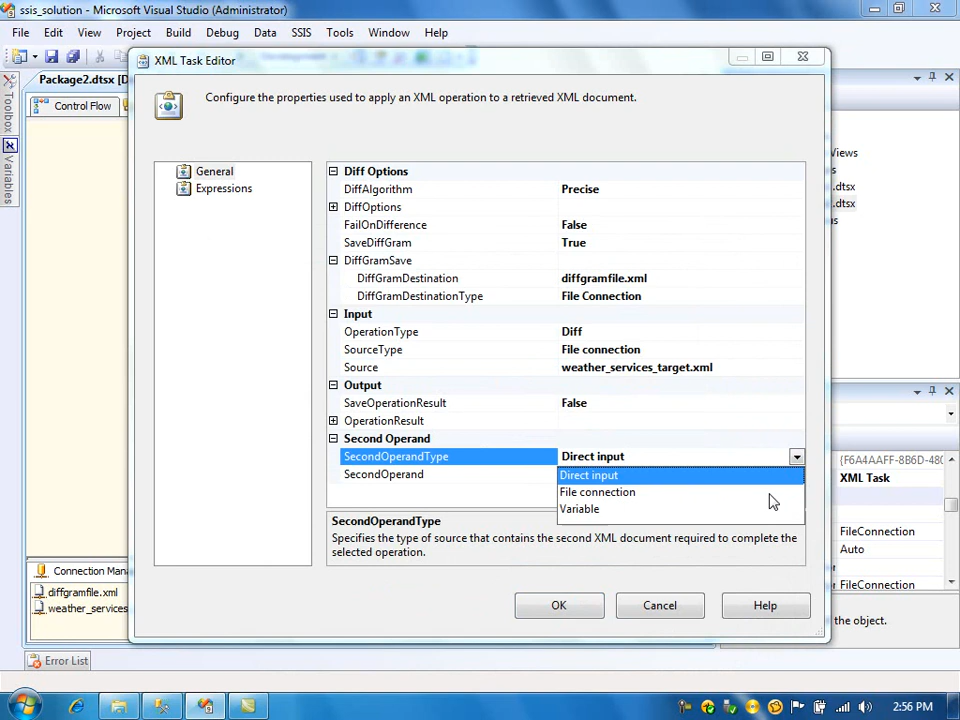 ssis_solution - Microsoft Visual Studio (Administrator)
File Edit View Project Build Debug Data SSIS Tools Window Help
Package2.dtsx [D
Toolbox
Control Flow
Variables
XML Task Editor
Configure the properties used to apply an XML operation to a retrieved XML document.
General
Expressions
Diff Options
DiffAlgorithm Precise
DiffOptions
FailOnDifference False
SaveDiffGram True
DiffGramSave
DiffGramDestination diffgramfile.xml
DiffGramDestinationType File Connection
Input
OperationType Diff
SourceType File connection
Source weather_services_target.xml
Output
SaveOperationResult False
OperationResult
Second Operand
SecondOperandType Direct input
SecondOperand
Direct input
File connection
Variable
SecondOperandType
Specifies the type of source that contains the second XML document required to complete the
selected operation.
OK Cancel Help
Views
s
.dtsx
.dtsx
s
{F6A4AAFF-8B6D-480
XML Task
FileConnection
Auto
FileConnection
the object.
Connection Mana
diffgramfile.xml
weather_services
Error List
2:56 PM